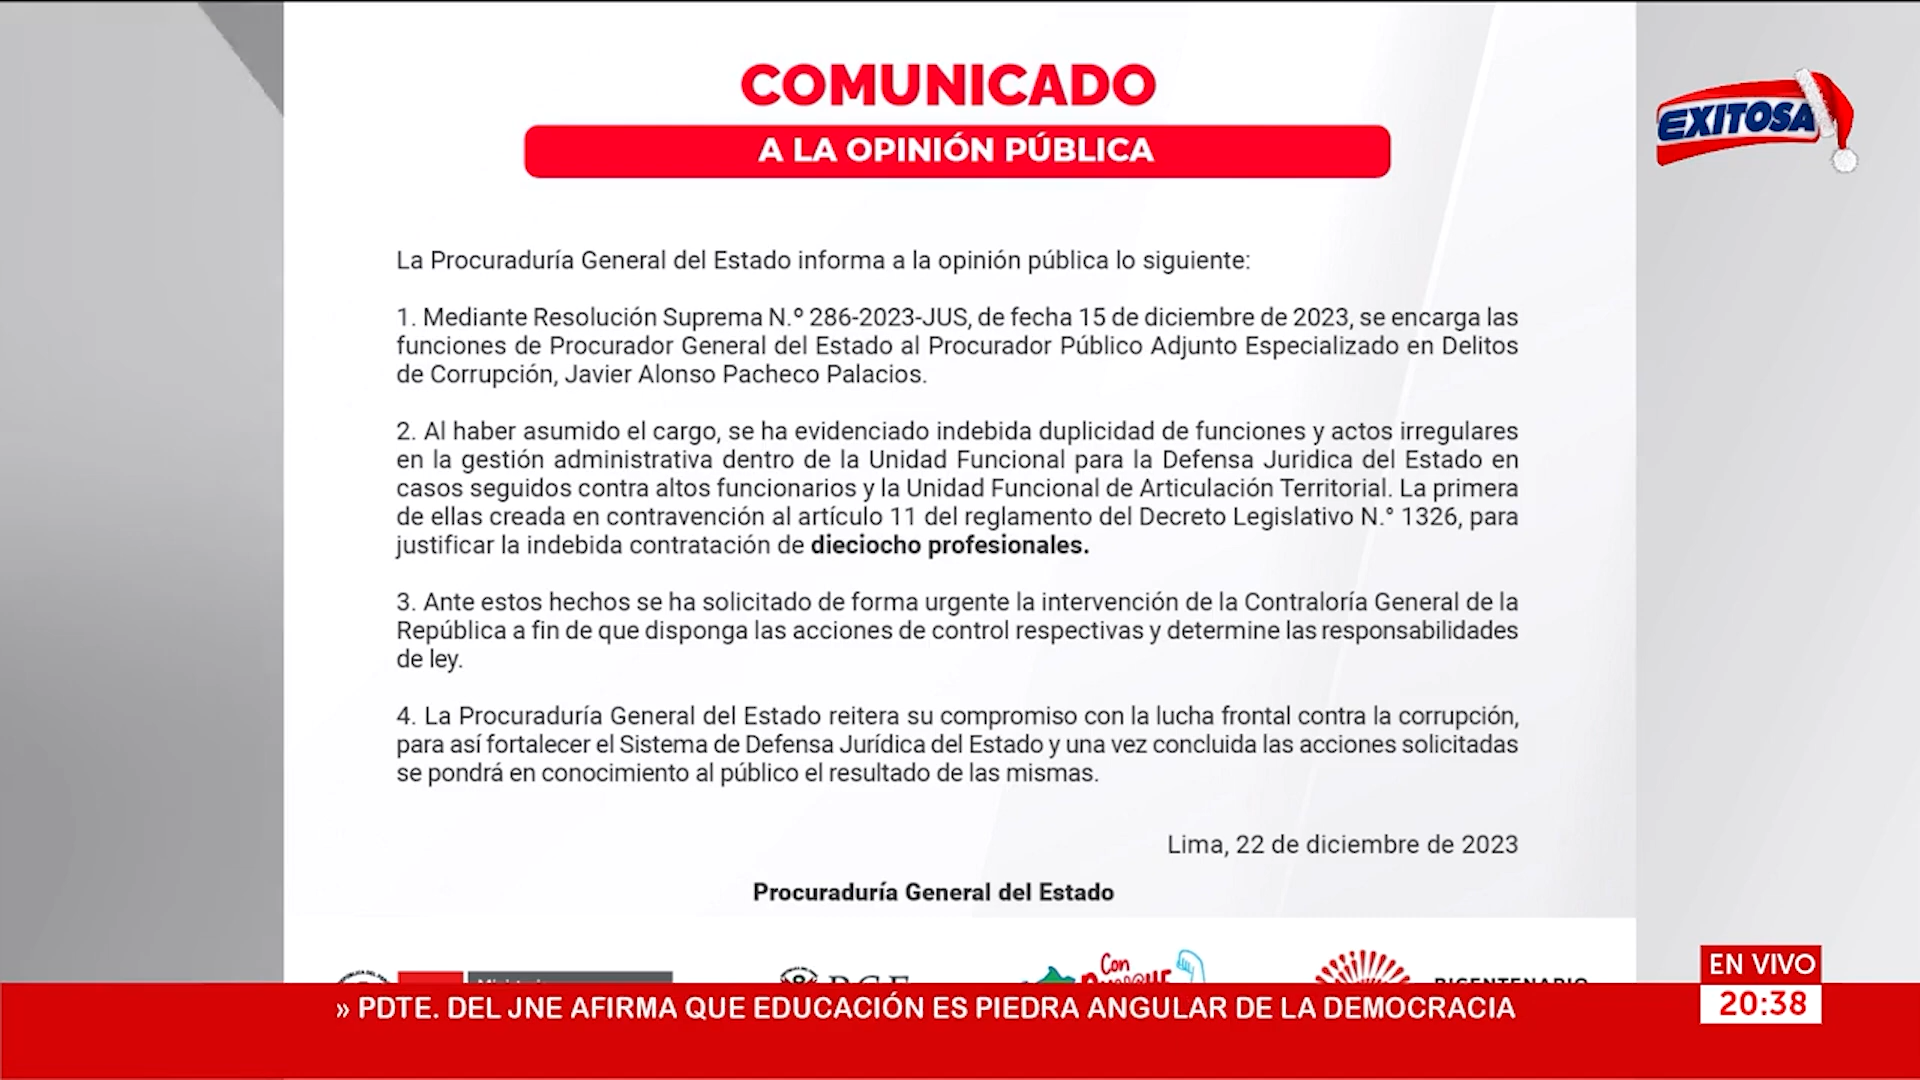 COMUNICADO
A LA OPINIÓN PÚBLICA
EXITOSA
La Procuraduría General del Estado informa a la opinión pública lo siguiente:
1. Mediante Resolución Suprema N.º 286-2023-JUS, de fecha 15 de diciembre de 2023, se encarga las
funciones de Procurador General del Estado al Procurador Público Adjunto Especializado en Delitos
de Corrupción, Javier Alonso Pacheco Palacios.
2. Al haber asumido el cargo, se ha evidenciado indebida duplicidad de funciones y actos irregulares
en la gestión administrativa dentro de la Unidad Funcional para la Defensa Juridica del Estado en
casos seguidos contra altos funcionarios y la Unidad Funcional de Articulación Territorial. La primera
de ellas creada en contravención al artículo 11 del reglamento del Decreto Legislativo N.° 1326, para
justificar la indebida contratación de dieciocho profesionales.
3. Ante estos hechos se ha solicitado de forma urgente la intervención de la Contraloría General de la
República a fin de que disponga las acciones de control respectivas y determine las responsabilidades
de ley.
4. La Procuraduría General del Estado reitera su compromiso con la lucha frontal contra la corrupción,
para así fortalecer el Sistema de Defensa Jurídica del Estado y una vez concluida las acciones solicitadas
se pondrá en conocimiento al público el resultado de las mismas.
Lima, 22 de diciembre de 2023
Procuraduría General del Estado
Con
BICENTENARIO
EN VIVO
» PDTE. DEL JNE AFIRMA QUE EDUCACIÓN ES PIEDRA ANGULAR DE LA DEMOCRACIA
20:38